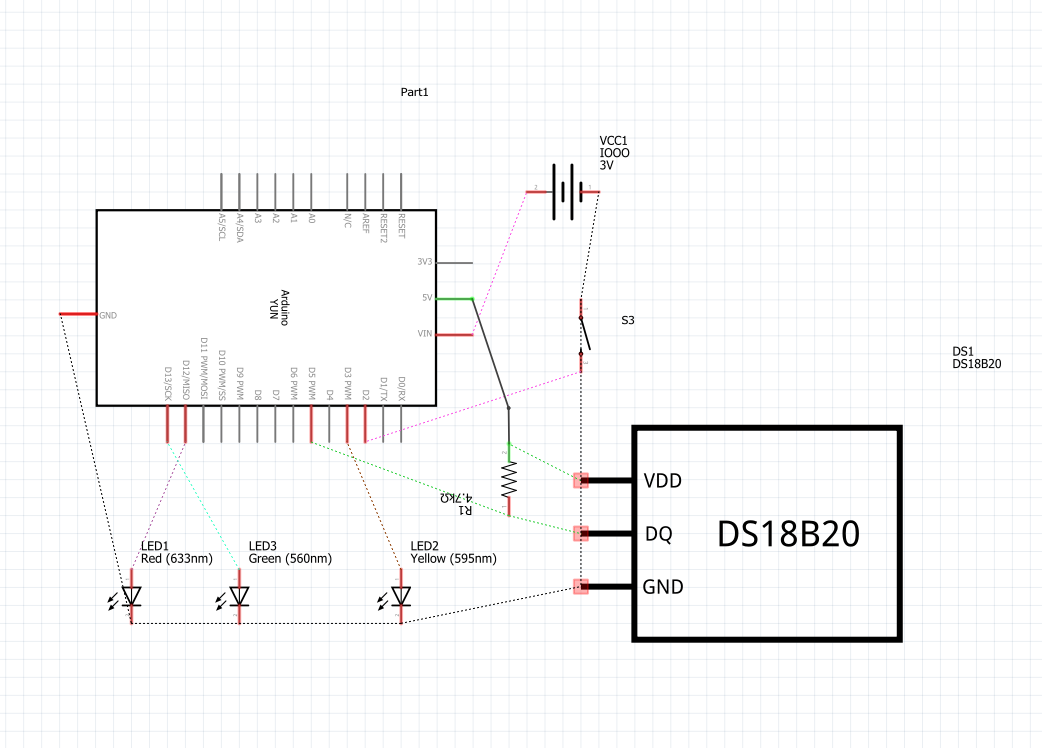 Part1
VCC1
IOOO
3V
A5/SCL
A4/SDA
A3
A2
A1
A0
N/C
AREF
RESET2
RESET
3V3
5V
VIN
GND
Arduino
YUN
D13/SCK
D12/MISO
D11 PWM/MOSI
D10 PWM/SS
D9 PWM
D8
D7
D6 PWM
D5 PWM
D4
D3 PWM
D2
D1/TX
D0/RX
S3
DS1
DS18B20
R1
4.7kΩ
VDD
DQ
GND
DS18B20
LED1
Red (633nm)
LED3
Green (560nm)
LED2
Yellow (595nm)